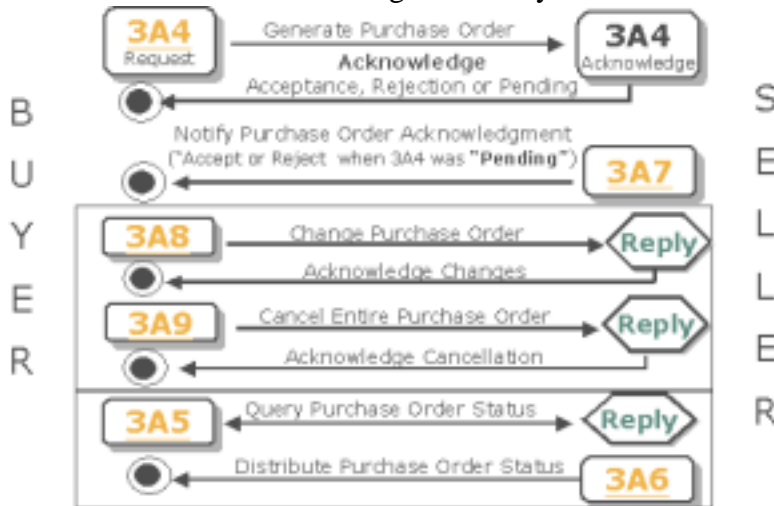 3A4
Request
Generate Purchase Order
Acknowledge
Acceptance, Rejection or Pending
3A4
Acknowledge
Notify Purchase Order Acknowledgment
("Accept or Reject when 3A4 was "Pending")
3A7
3A8
Change Purchase Order
Reply
Acknowledge Changes
3A9
Cancel Entire Purchase Order
Reply
Acknowledge Cancellation
3A5
Query Purchase Order Status
Reply
Distribute Purchase Order Status
3A6
B
U
Y
E
R
S
E
L
L
E
R